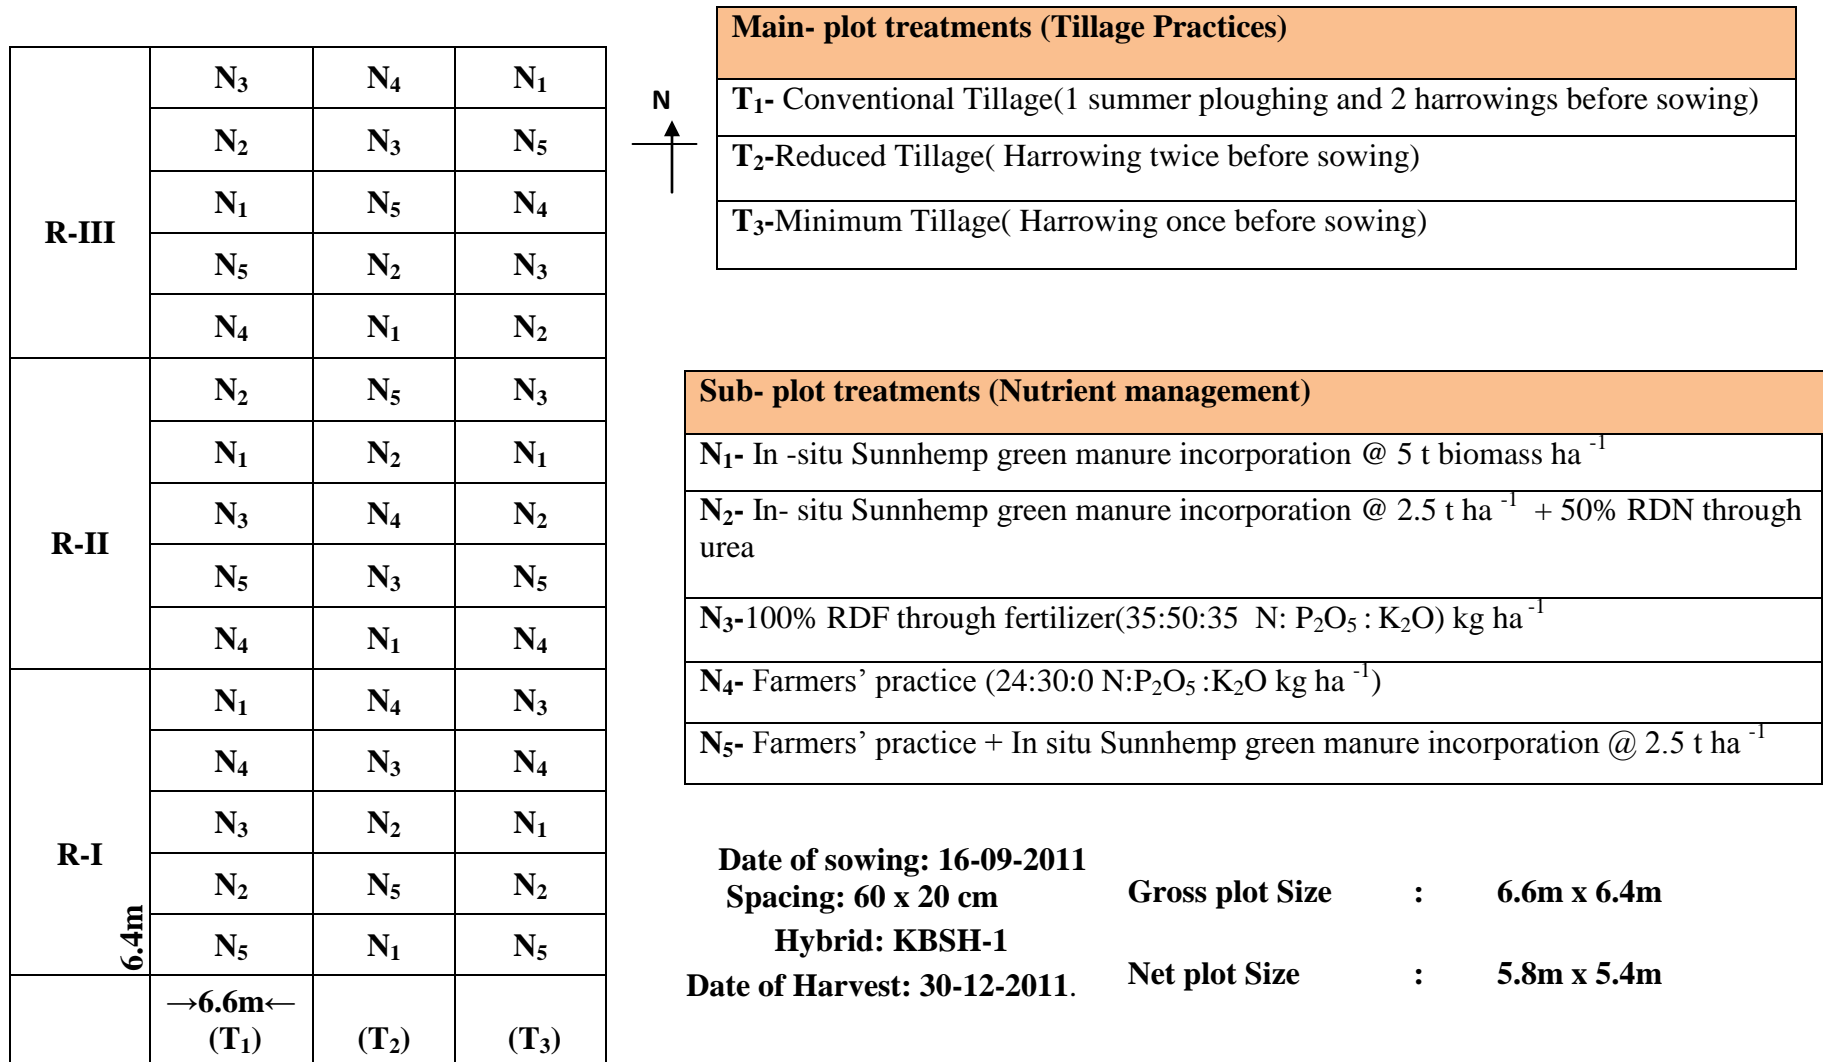 R-III
N₃ N₄ N₁
N₂ N₃ N₅
N₁ N₅ N₄
N₅ N₂ N₃
N₄ N₁ N₂
R-II
N₂ N₅ N₃
N₁ N₂ N₁
N₃ N₄ N₂
N₅ N₃ N₅
N₄ N₁ N₄
R-I
N₁ N₄ N₃
N₄ N₃ N₄
N₃ N₂ N₁
N₂ N₅ N₂
N₅ N₁ N₅
6.4m
→6.6m←
(T₁) (T₂) (T₃)
N
Main- plot treatments (Tillage Practices)
T₁- Conventional Tillage(1 summer ploughing and 2 harrowings before sowing)
T₂-Reduced Tillage( Harrowing twice before sowing)
T₃-Minimum Tillage( Harrowing once before sowing)
Sub- plot treatments (Nutrient management)
N₁- In -situ Sunnhemp green manure incorporation @ 5 t biomass ha ⁻¹
N₂- In- situ Sunnhemp green manure incorporation @ 2.5 t ha ⁻¹ + 50% RDN through
urea
N₃-100% RDF through fertilizer(35:50:35 N: P₂O₅ : K₂O) kg ha ⁻¹
N₄- Farmers’ practice (24:30:0 N:P₂O₅ :K₂O kg ha ⁻¹)
N₅- Farmers’ practice + In situ Sunnhemp green manure incorporation @ 2.5 t ha ⁻¹
Date of sowing: 16-09-2011
Spacing: 60 x 20 cm
Hybrid: KBSH-1
Date of Harvest: 30-12-2011.
Gross plot Size : 6.6m x 6.4m
Net plot Size : 5.8m x 5.4m